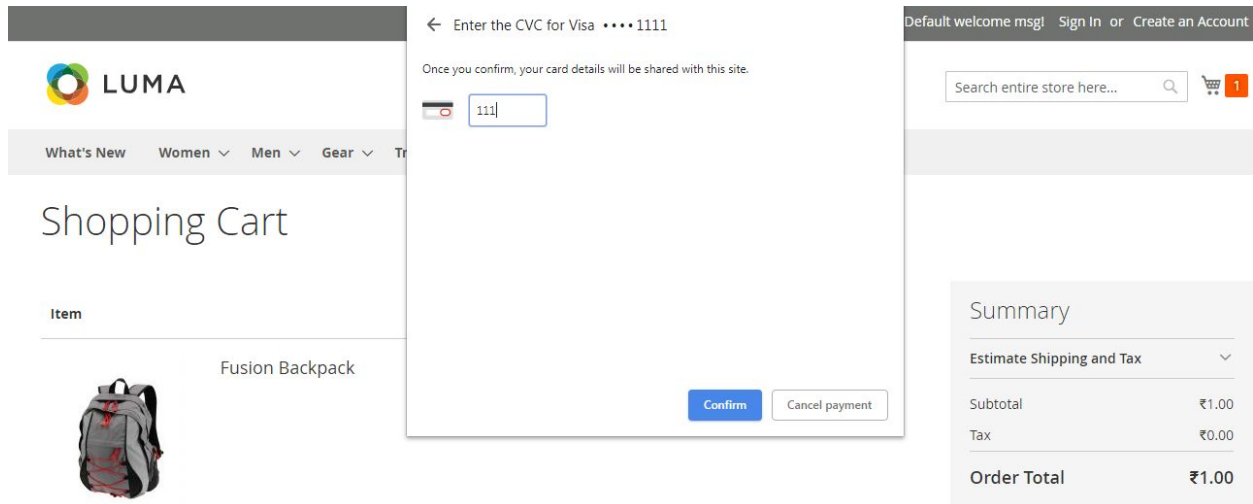 Default welcome msg! Sign In or Create an Account
LUMA
Search entire store here...
1
What's New Women Men Gear Tr
Shopping Cart
Item
Fusion Backpack
Enter the CVC for Visa •••• 1111
Once you confirm, your card details will be shared with this site.
111
Confirm Cancel payment
Summary
Estimate Shipping and Tax
Subtotal ₹1.00
Tax ₹0.00
Order Total ₹1.00